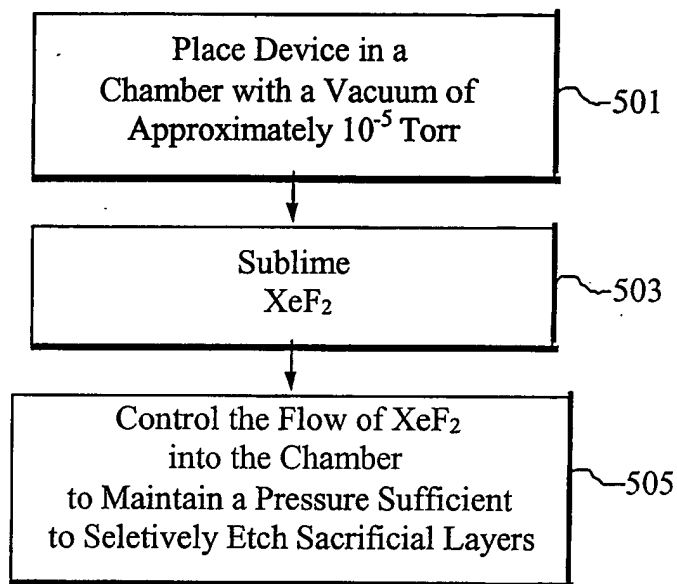 Place Device in a
Chamber with a Vacuum of
Approximately 10⁻⁵ Torr
501
Sublime
XeF₂
503
Control the Flow of XeF₂
into the Chamber
to Maintain a Pressure Sufficient
to Seletively Etch Sacrificial Layers
505